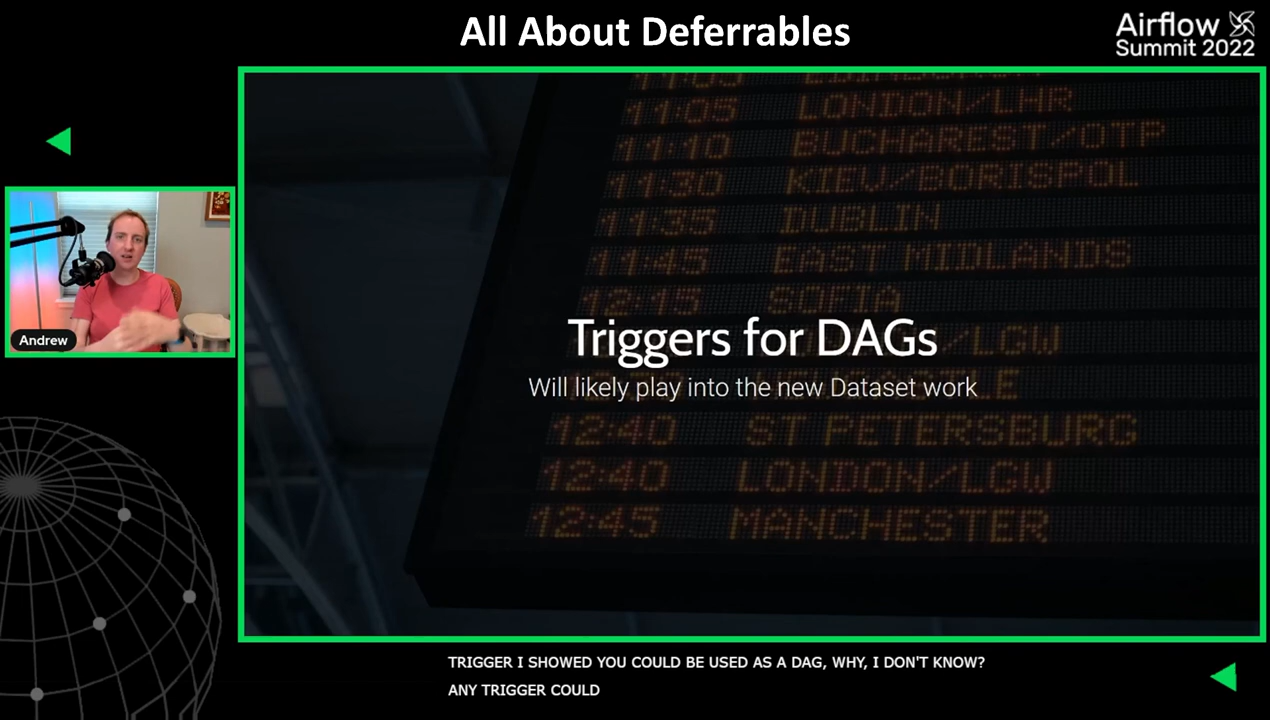 All About Deferrables
Airflow
Summit 2022
11:05
11:05 LONDON/LHR
11:10 BUCHAREST/OTP
11:30 KIEV/BORISPOL
11:35 DUBLIN
11:45 EAST MIDLANDS
12:15 SOFIA
/LGW
Triggers for DAGs
Will likely play into the new Dataset work
12:40 ST PETERSBURG
12:40 LONDON/LGW
12:45 MANCHESTER
Andrew
TRIGGER I SHOWED YOU COULD BE USED AS A DAG, WHY, I DON'T KNOW?
ANY TRIGGER COULD